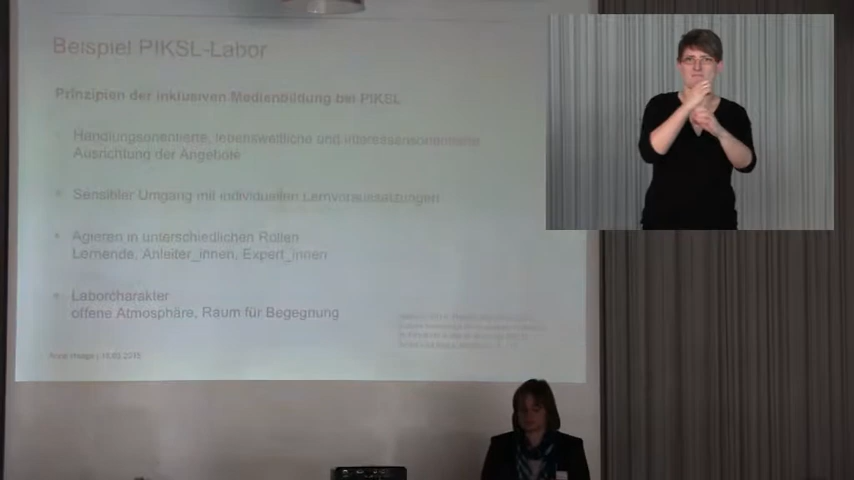 Beispiel PIKSL-Labor
Prinzipien der inklusiven Medienbildung bei PIKSL
Handlungsorientierte, lebensweltliche und interessensorientierte
Ausrichtung der Angebote
Sensibler Umgang mit individuellen Lernvoraussetzungen
Agieren in unterschiedlichen Rollen
Lernende, Anleiter_innen, Expert_innen
Laborcharakter
offene Atmosphäre, Raum für Begegnung